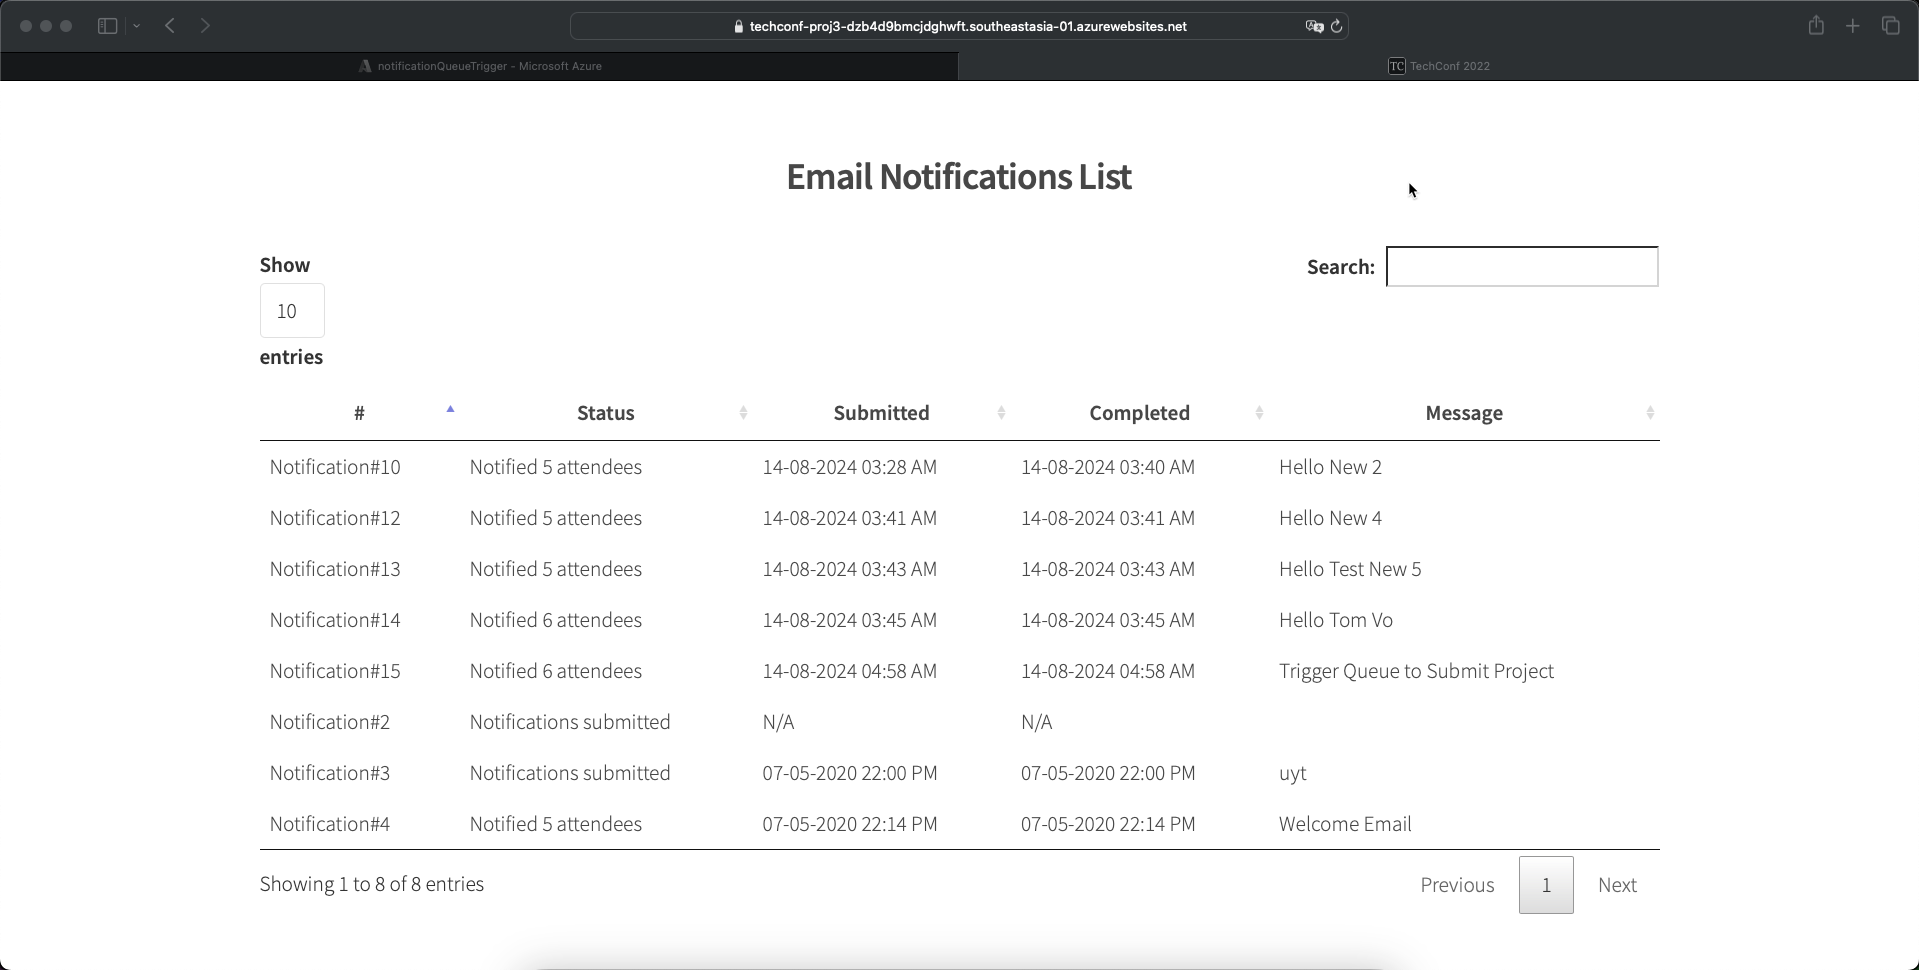 techconf-proj3-dzb4d9bmcjdghwft.southeastasia-01.azurewebsites.net
notificationQueueTrigger - Microsoft Azure
TC TechConf 2022
Email Notifications List
Show
10
entries
Search:
# Status Submitted Completed Message
Notification#10 Notified 5 attendees 14-08-2024 03:28 AM 14-08-2024 03:40 AM Hello New 2
Notification#12 Notified 5 attendees 14-08-2024 03:41 AM 14-08-2024 03:41 AM Hello New 4
Notification#13 Notified 5 attendees 14-08-2024 03:43 AM 14-08-2024 03:43 AM Hello Test New 5
Notification#14 Notified 6 attendees 14-08-2024 03:45 AM 14-08-2024 03:45 AM Hello Tom Vo
Notification#15 Notified 6 attendees 14-08-2024 04:58 AM 14-08-2024 04:58 AM Trigger Queue to Submit Project
Notification#2 Notifications submitted N/A N/A
Notification#3 Notifications submitted 07-05-2020 22:00 PM 07-05-2020 22:00 PM uyt
Notification#4 Notified 5 attendees 07-05-2020 22:14 PM 07-05-2020 22:14 PM Welcome Email
Showing 1 to 8 of 8 entries
Previous 1 Next